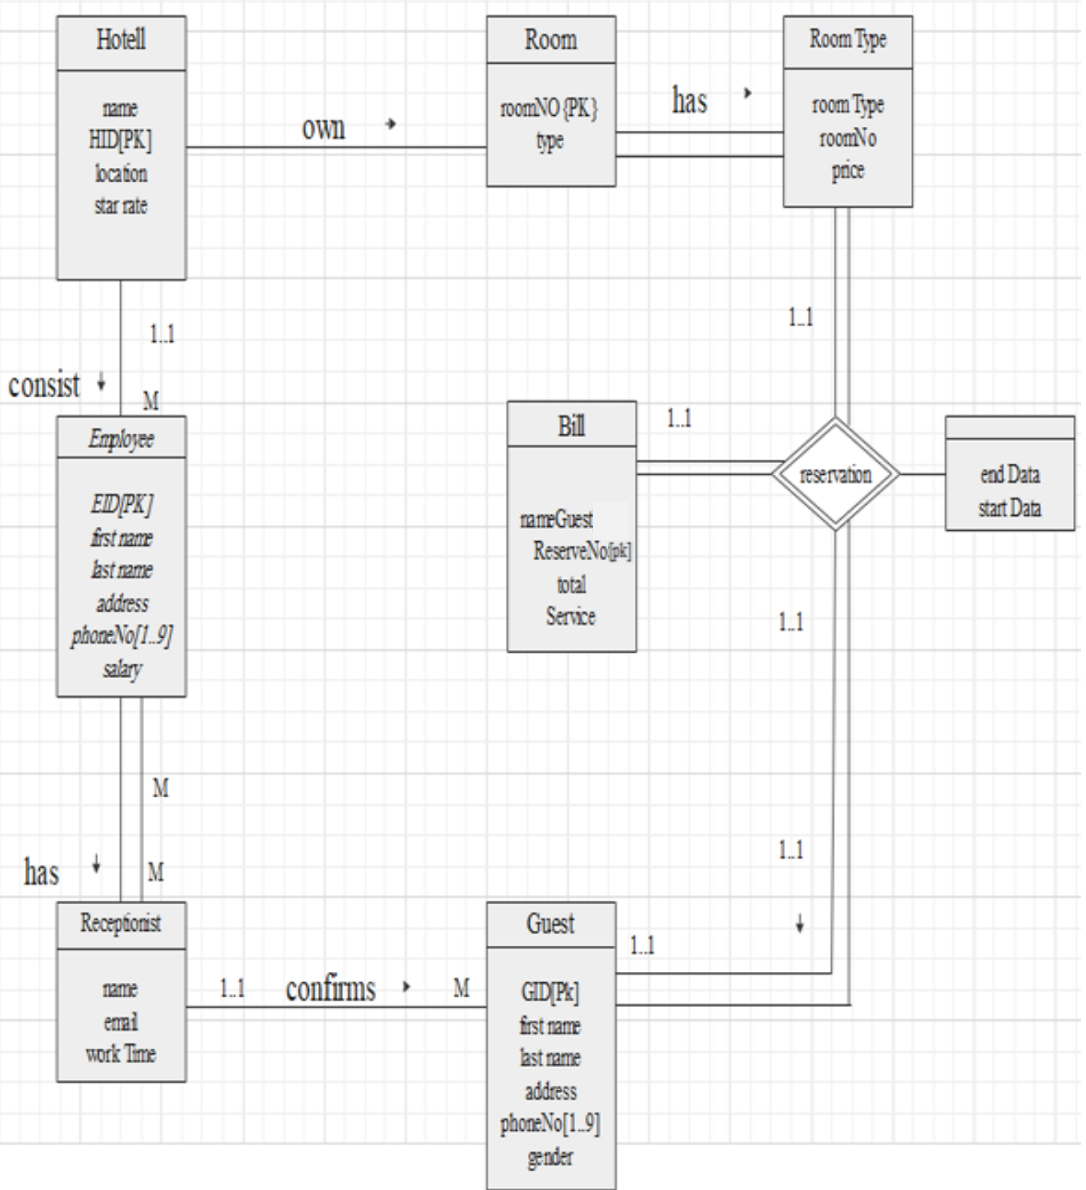 Hotell
name
HID[PK]
location
star rate
own
Room
roomNO{PK}
type
has
Room Type
room Type
roomNo
price
1..1
consist
M
1..1
Employee
EID[PK]
first name
last name
address
phoneNo[1..9]
salary
Bill
nameGuest
ReserveNo[pk]
total
Service
1..1
reservation
end Data
start Data
1..1
M
has
M
1..1
Receptionist
name
email
work Time
1..1
confirms
M
Guest
GID[Pk]
first name
last name
address
phoneNo[1..9]
gender
1..1